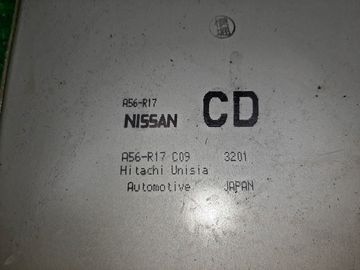 A56-R17
NISSAN CD
A56-R17 C09 3201
Hitachi Unisia
Automotive JAPAN